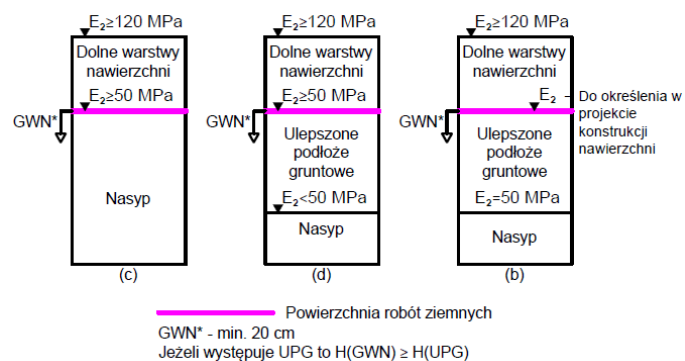 E₂≥120 MPa
Dolne warstwy
nawierzchni
E₂≥50 MPa
GWN*
Nasyp
(c)
E₂≥120 MPa
Dolne warstwy
nawierzchni
E₂≥50 MPa
GWN*
Ulepszone
podłoże
gruntowe
E₂<50 MPa
Nasyp
(d)
E₂≥120 MPa
Dolne warstwy
nawierzchni
E₂ - Do określenia w
projekcie
konstrukcji
nawierzchni
GWN*
Ulepszone
podłoże
gruntowe
E₂=50 MPa
Nasyp
(b)
Powierzchnia robót ziemnych
GWN* - min. 20 cm
Jeżeli występuje UPG to H(GWN) ≥ H(UPG)